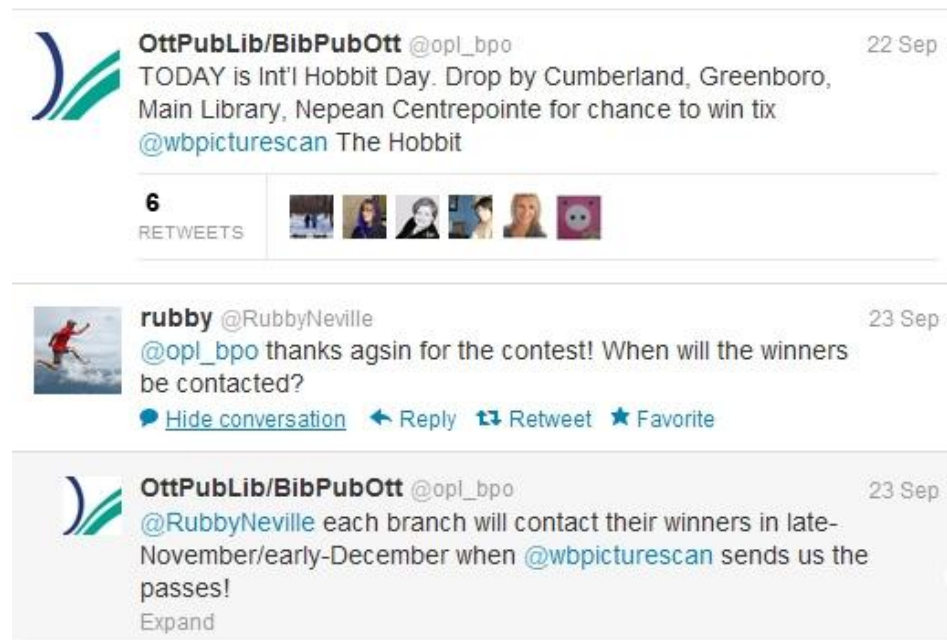 OttPubLib/BibPubOtt @opl_bpo 22 Sep
TODAY is Int'l Hobbit Day. Drop by Cumberland, Greenboro,
Main Library, Nepean Centrepointe for chance to win tix
@wbpicturescan The Hobbit
6
RETWEETS
rubby @RubbyNeville 23 Sep
@opl_bpo thanks agsin for the contest! When will the winners
be contacted?
Hide conversation Reply Retweet Favorite
OttPubLib/BibPubOtt @opl_bpo 23 Sep
@RubbyNeville each branch will contact their winners in late-
November/early-December when @wbpicturescan sends us the
passes!
Expand